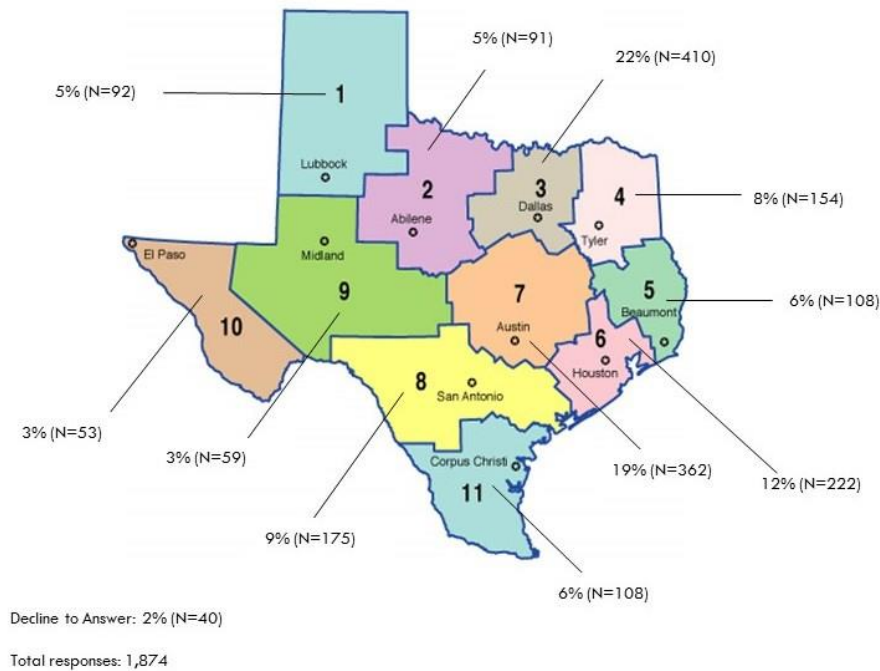 5% (N=91)
22% (N=410)
5% (N=92)
1
Lubbock
2
Abilene
3
Dallas
4
Tyler
8% (N=154)
El Paso
Midland
9
10
7
Austin
5
Beaumont
6% (N=108)
6
Houston
8
San Antonio
3% (N=53)
3% (N=59)
Corpus Christi
11
19% (N=362)
12% (N=222)
9% (N=175)
6% (N=108)
Decline to Answer: 2% (N=40)
Total responses: 1,874